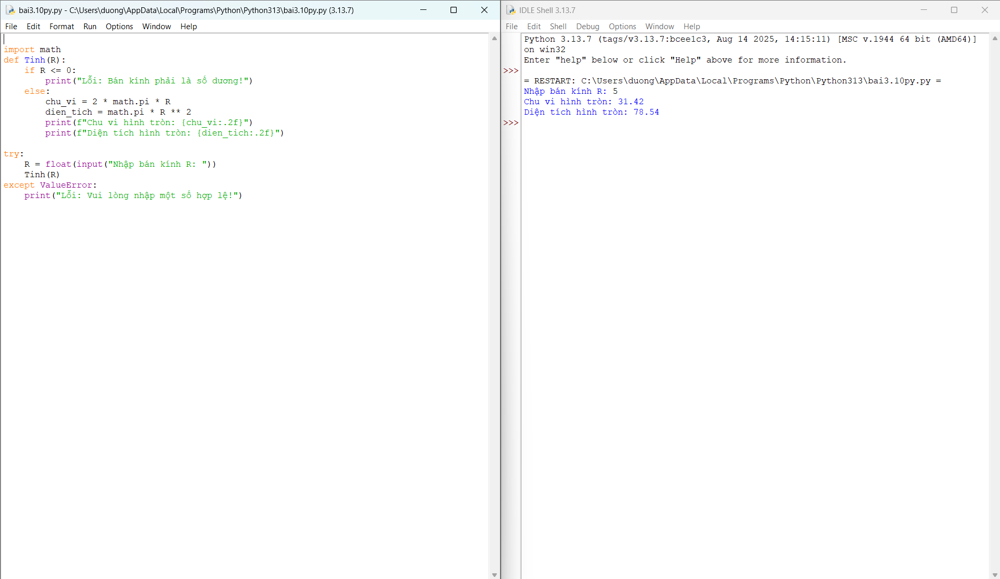 bai3.10py.py - C:\Users\duong\AppData\Local\Programs\Python\Python313\bai3.10py.py (3.13.7)
File Edit Format Run Options Window Help
import math
def Tinh(R):
    if R <= 0:
        print("Lỗi: Bán kính phải là số dương!")
    else:
        chu_vi = 2 * math.pi * R
        dien_tich = math.pi * R ** 2
        print(f"Chu vi hình tròn: {chu_vi:.2f}")
        print(f"Diện tích hình tròn: {dien_tich:.2f}")
try:
    R = float(input("Nhập bán kính R: "))
    Tinh(R)
except ValueError:
    print("Lỗi: Vui lòng nhập một số hợp lệ!")
IDLE Shell 3.13.7
File Edit Shell Debug Options Window Help
Python 3.13.7 (tags/v3.13.7:bcee1c3, Aug 14 2025, 14:15:11) [MSC v.1944 64 bit (AMD64)]
on win32
Enter "help" below or click "Help" above for more information.
>>>
= RESTART: C:\Users\duong\AppData\Local\Programs\Python\Python313\bai3.10py.py =
Nhập bán kính R: 5
Chu vi hình tròn: 31.42
Diện tích hình tròn: 78.54
>>>